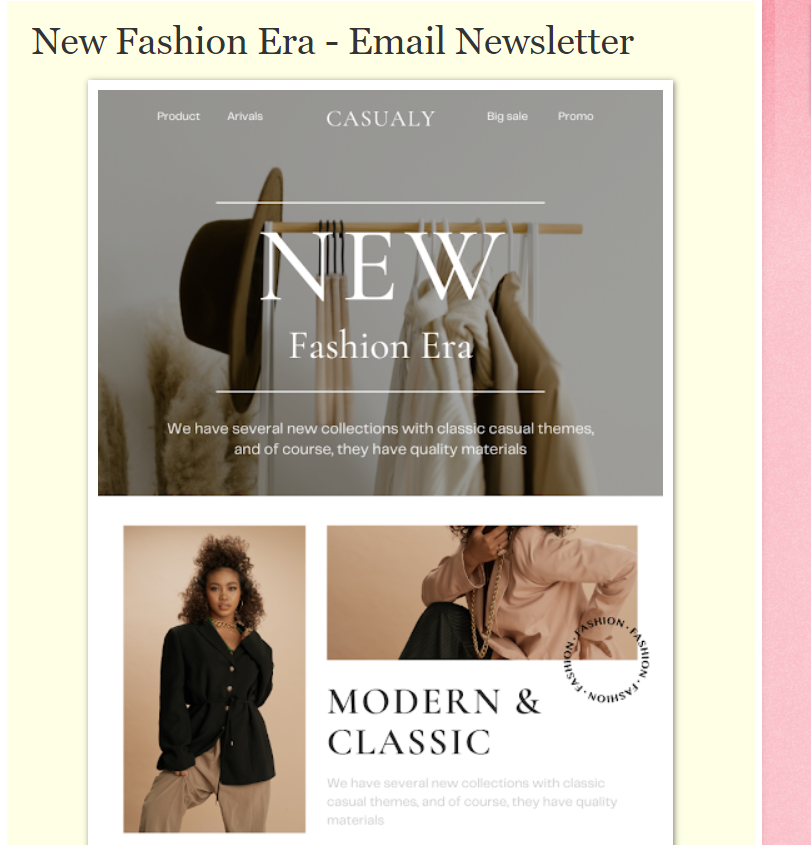 New Fashion Era - Email Newsletter
Product Arivals CASUALY Big sale Promo
NEW
Fashion Era
We have several new collections with classic casual themes,
and of course, they have quality materials
FASHION · FASHION · FASHION · FASHION ·
MODERN &
CLASSIC
We have several new collections with classic
casual themes, and of course, they have quality
materials